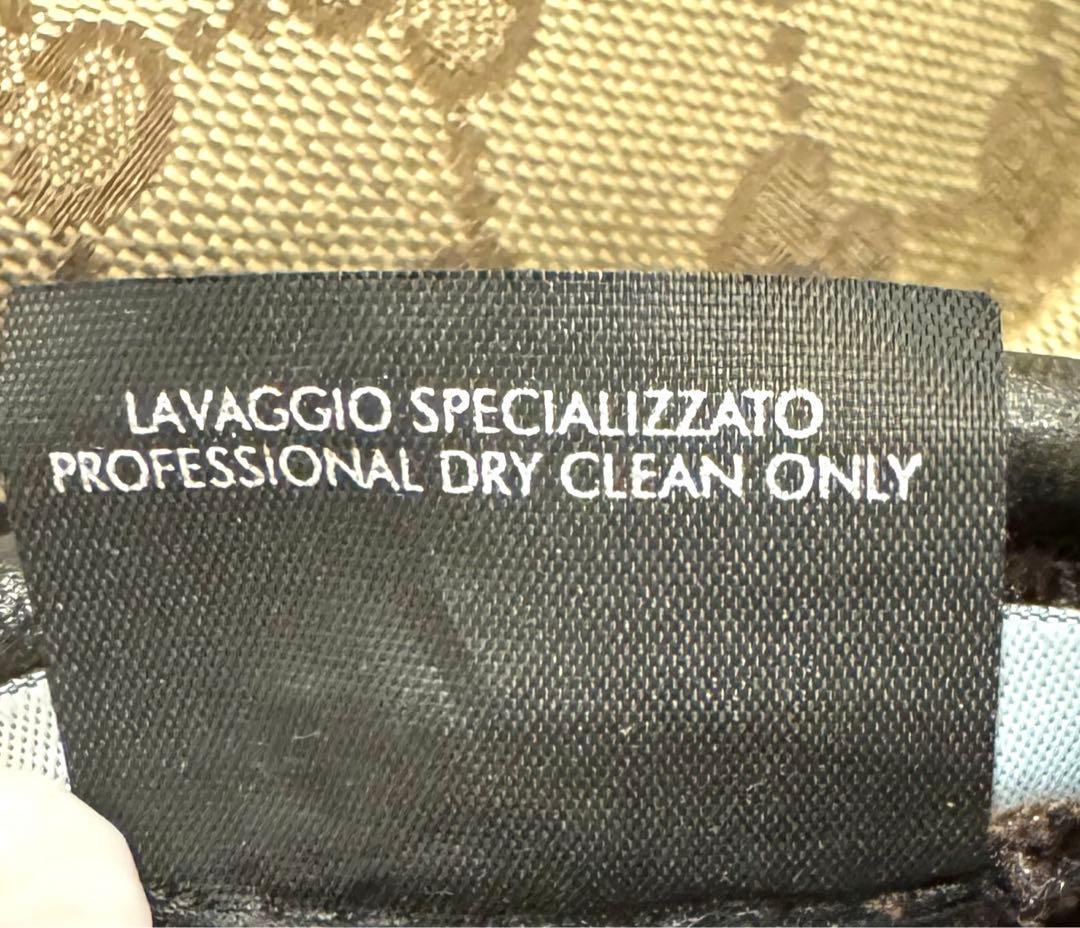 LAVAGGIO SPECIALIZZATO
PROFESSIONAL DRY CLEAN ONLY